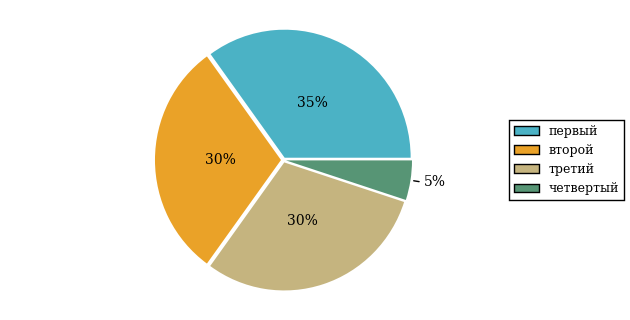 35%
30%
30%
5%
первый
второй
третий
четвертый